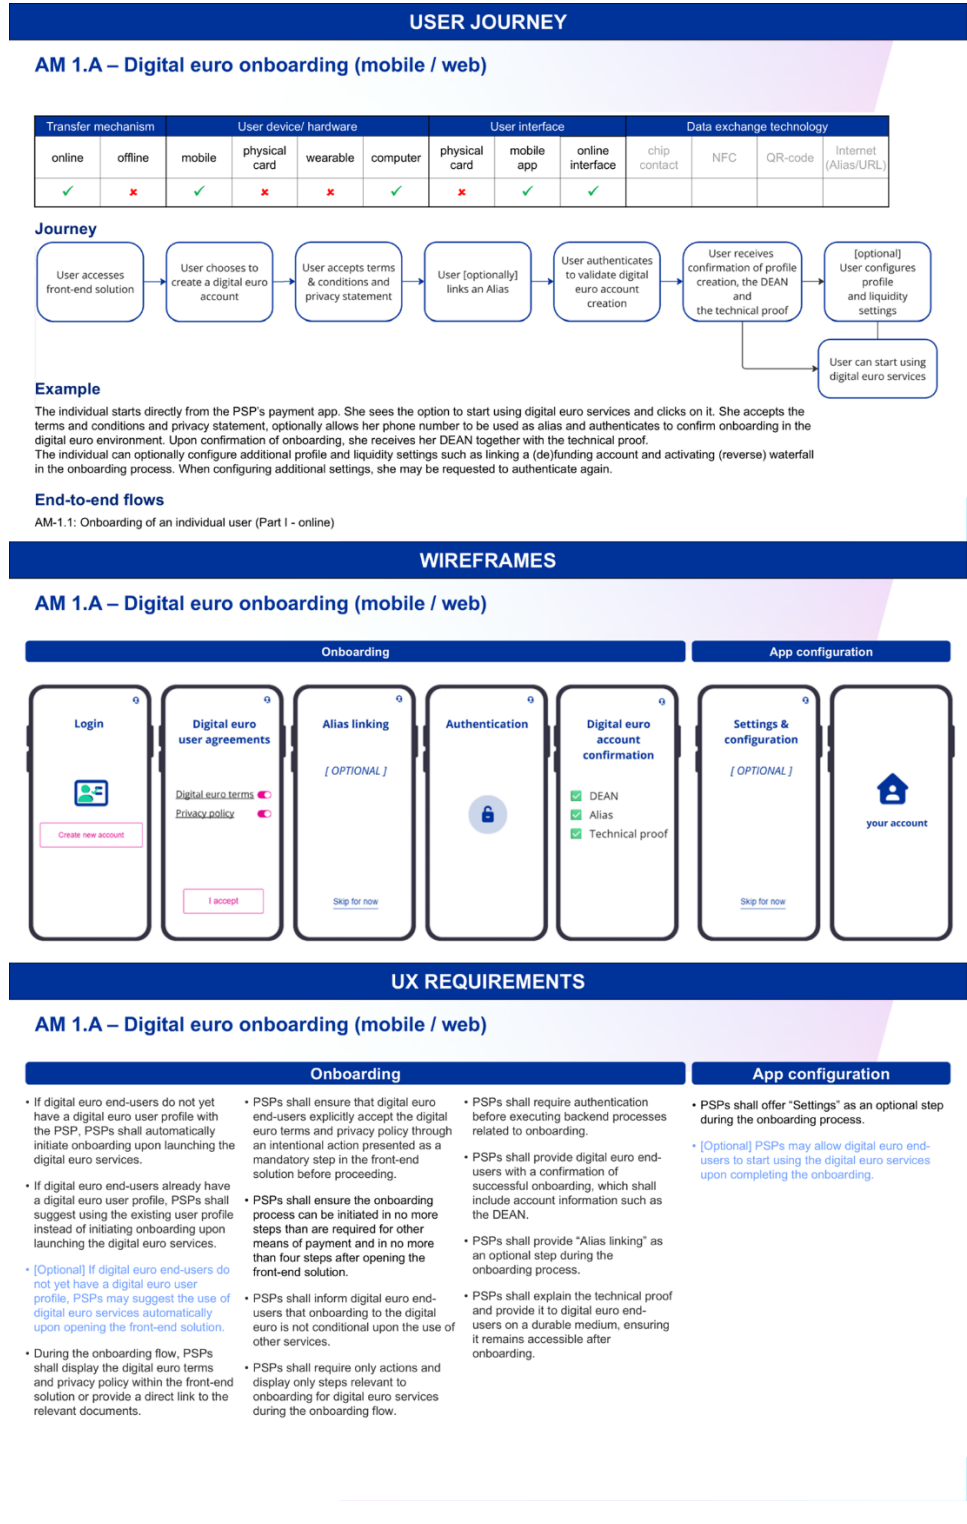 USER JOURNEY
AM 1.A – Digital euro onboarding (mobile / web)
Transfer mechanism User device/ hardware User interface Data exchange technology
online offline mobile physical card wearable computer physical card mobile app online interface chip contact NFC QR-code Internet (Alias/URL)
✓ ✗ ✓ ✗ ✗ ✓ ✗ ✓ ✓
Journey
User accesses
front-end solution
User chooses to
create a digital euro
account
User accepts terms
& conditions and
privacy statement
User [optionally]
links an Alias
User authenticates
to validate digital
euro account
creation
User receives
confirmation of profile
creation, the DEAN
and
the technical proof
[optional]
User configures
profile
and liquidity
settings
User can start using
digital euro services
Example
The individual starts directly from the PSP's payment app. She sees the option to start using digital euro services and clicks on it. She accepts the
terms and conditions and privacy statement, optionally allows her phone number to be used as alias and authenticates to confirm onboarding in the
digital euro environment. Upon confirmation of onboarding, she receives her DEAN together with the technical proof.
The individual can optionally configure additional profile and liquidity settings such as linking a (de)funding account and activating (reverse) waterfall
in the onboarding process. When configuring additional settings, she may be requested to authenticate again.
End-to-end flows
AM-1.1: Onboarding of an individual user (Part I - online)
WIREFRAMES
AM 1.A – Digital euro onboarding (mobile / web)
Onboarding
App configuration
Login
Create new account
Digital euro
user agreements
Digital euro terms
Privacy policy
I accept
Alias linking
[ OPTIONAL ]
Skip for now
Authentication
Digital euro
account
confirmation
DEAN
Alias
Technical proof
Settings &
configuration
[ OPTIONAL ]
Skip for now
your account
UX REQUIREMENTS
AM 1.A – Digital euro onboarding (mobile / web)
Onboarding
• If digital euro end-users do not yet
have a digital euro user profile with
the PSP, PSPs shall automatically
initiate onboarding upon launching the
digital euro services.
• If digital euro end-users already have
a digital euro user profile, PSPs shall
suggest using the existing user profile
instead of initiating onboarding upon
launching the digital euro services.
• [Optional] If digital euro end-users do
not yet have a digital euro user
profile, PSPs may suggest the use of
digital euro services automatically
upon opening the front-end solution.
• During the onboarding flow, PSPs
shall display the digital euro terms
and privacy policy within the front-end
solution or provide a direct link to the
relevant documents.
• PSPs shall ensure that digital euro
end-users explicitly accept the digital
euro terms and privacy policy through
an intentional action presented as a
mandatory step in the front-end
solution before proceeding.
• PSPs shall ensure the onboarding
process can be initiated in no more
steps than are required for other
means of payment and in no more
than four steps after opening the
front-end solution.
• PSPs shall inform digital euro end-
users that onboarding to the digital
euro is not conditional upon the use of
other services.
• PSPs shall require only actions and
display only steps relevant to
onboarding for digital euro services
during the onboarding flow.
• PSPs shall require authentication
before executing backend processes
related to onboarding.
• PSPs shall provide digital euro end-
users with a confirmation of
successful onboarding, which shall
include account information such as
the DEAN.
• PSPs shall provide “Alias linking” as
an optional step during the
onboarding process.
• PSPs shall explain the technical proof
and provide it to digital euro end-
users on a durable medium, ensuring
it remains accessible after
onboarding.
App configuration
• PSPs shall offer “Settings” as an optional step
during the onboarding process.
• [Optional] PSPs may allow digital euro end-
users to start using the digital euro services
upon completing the onboarding.